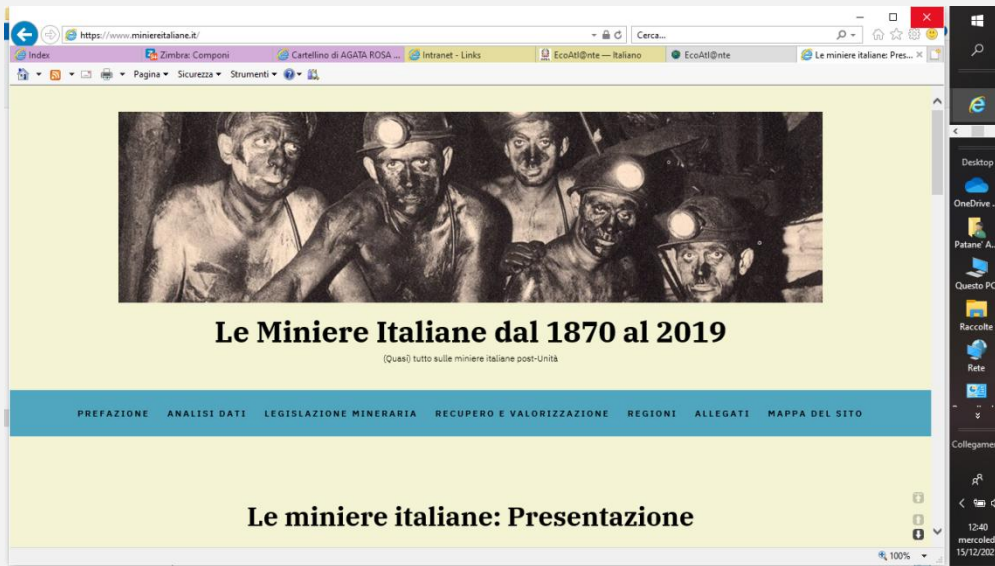 https://www.miniereitaliane.it/
Cerca...
Index
Zimbra: Componi
Cartellino di AGATA ROSA ...
Intranet - Links
EcoAtl@nte — Italiano
EcoAtl@nte
Le miniere italiane: Pres...
Pagina
Sicurezza
Strumenti
Le Miniere Italiane dal 1870 al 2019
(Quasi) tutto sulle miniere italiane post-Unità
PREFAZIONE ANALISI DATI LEGISLAZIONE MINERARIA RECUPERO E VALORIZZAZIONE REGIONI ALLEGATI MAPPA DEL SITO
Le miniere italiane: Presentazione
100%
Desktop
OneDrive
Patane' A...
Questo PC
Raccolte
Rete
Collegame
12:40
mercoled
15/12/202